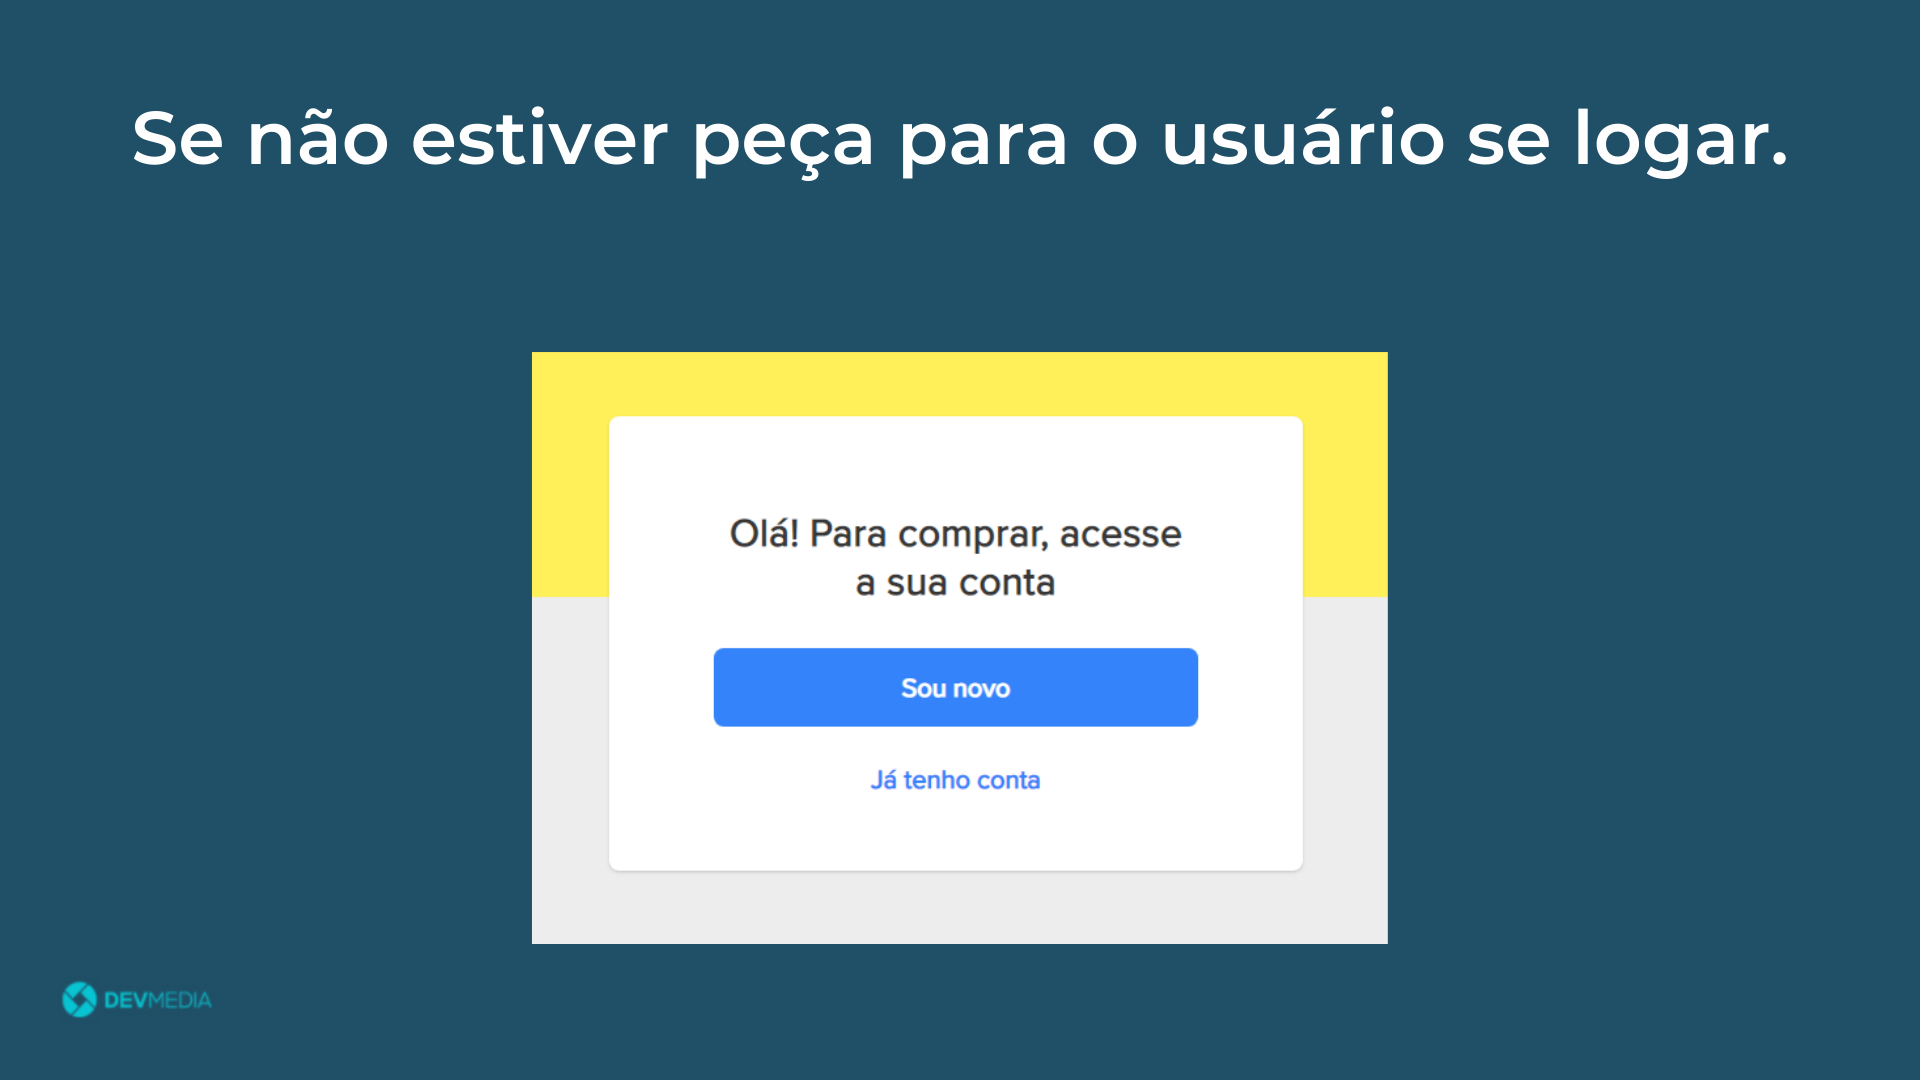 Se não estiver peça para o usuário se logar.
Olá! Para comprar, acesse
a sua conta
Sou novo
Já tenho conta
DEVMEDIA